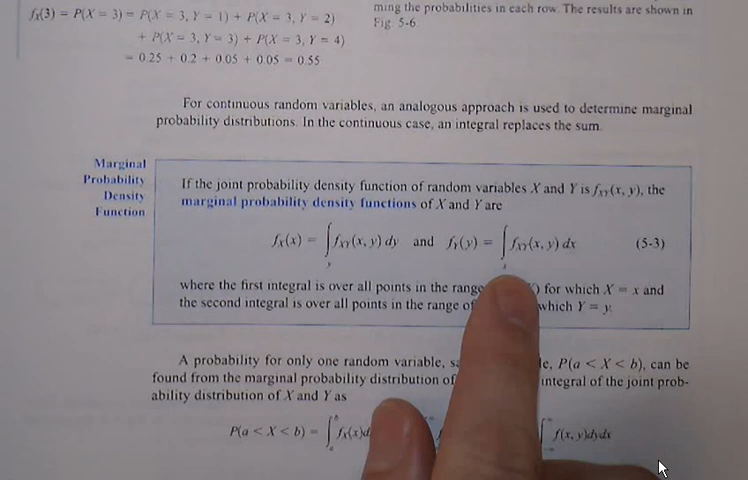 f_X(3) = P(X = 3) = P(X = 3, Y = 1) + P(X = 3, Y = 2)
+ P(X = 3, Y = 3) + P(X = 3, Y = 4)
= 0.25 + 0.2 + 0.05 + 0.05 = 0.55
ming the probabilities in each row. The results are shown in
Fig. 5-6.
For continuous random variables, an analogous approach is used to determine marginal
probability distributions. In the continuous case, an integral replaces the sum.
Marginal
Probability
Density
Function
If the joint probability density function of random variables X and Y is f_XY(x, y), the
marginal probability density functions of X and Y are
f_X(x) = ∫_y f_XY(x, y) dy and f_Y(y) = ∫_x f_XY(x, y) dx (5-3)
where the first integral is over all points in the range ) for which X = x and
the second integral is over all points in the range of which Y = y.
A probability for only one random variable, P(a < X < b), can be
found from the marginal probability distribution of integral of the joint prob-
ability distribution of X and Y as
P(a < X < b) = ∫_a^b f_X(x)d ∫ f(x, y)dydx